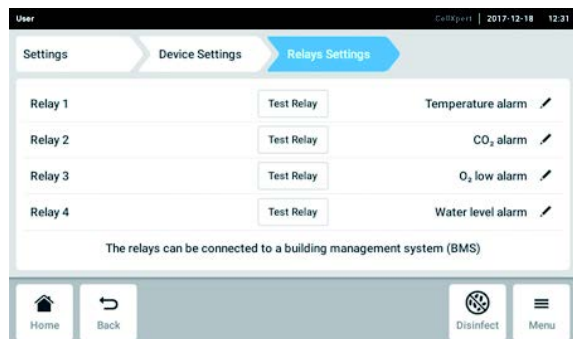 User CellXpert | 2017-12-18 12:31
Settings Device Settings Relays Settings
Relay 1 Test Relay Temperature alarm
Relay 2 Test Relay CO₂ alarm
Relay 3 Test Relay O₂ low alarm
Relay 4 Test Relay Water level alarm
The relays can be connected to a building management system (BMS)
Home Back Disinfect Menu